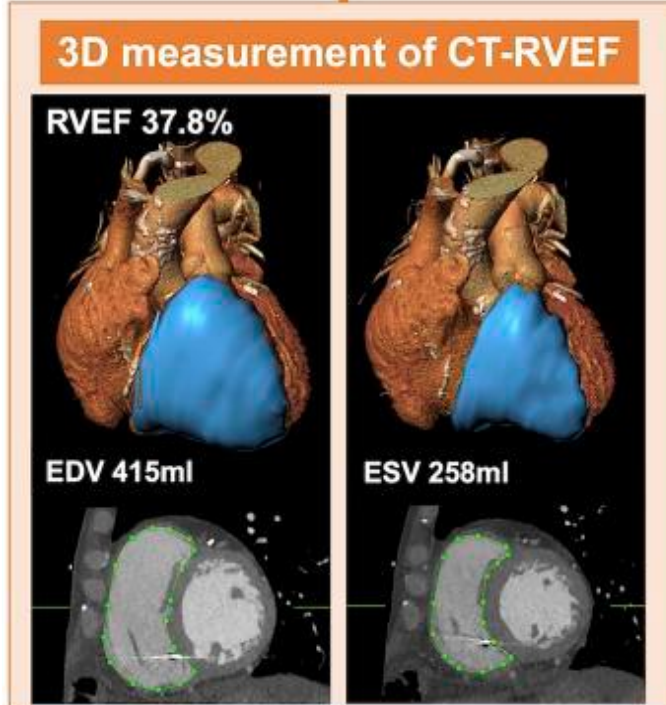 3D measurement of CT-RVEF
RVEF 37.8%
EDV 415ml
ESV 258ml